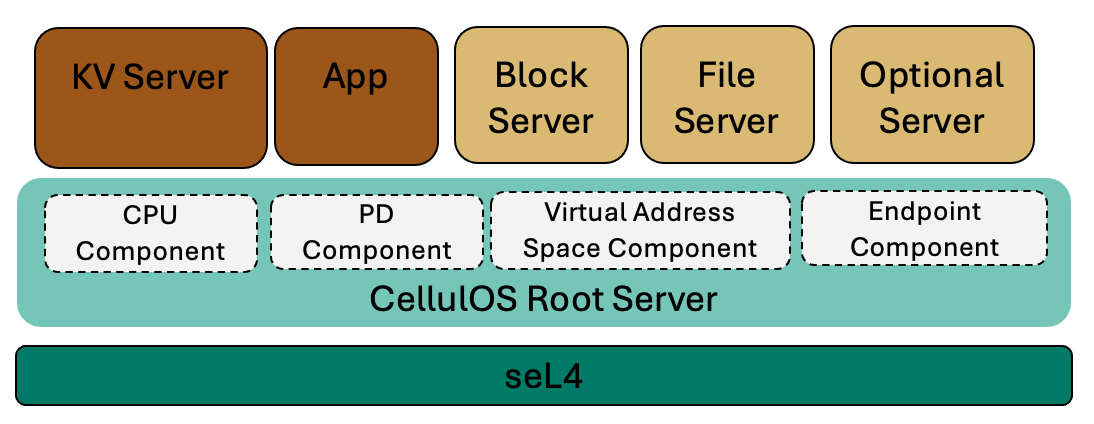 KV Server
App
Block
Server
File
Server
Optional
Server
CPU
Component
PD
Component
Virtual Address
Space Component
Endpoint
Component
CellulOS Root Server
seL4